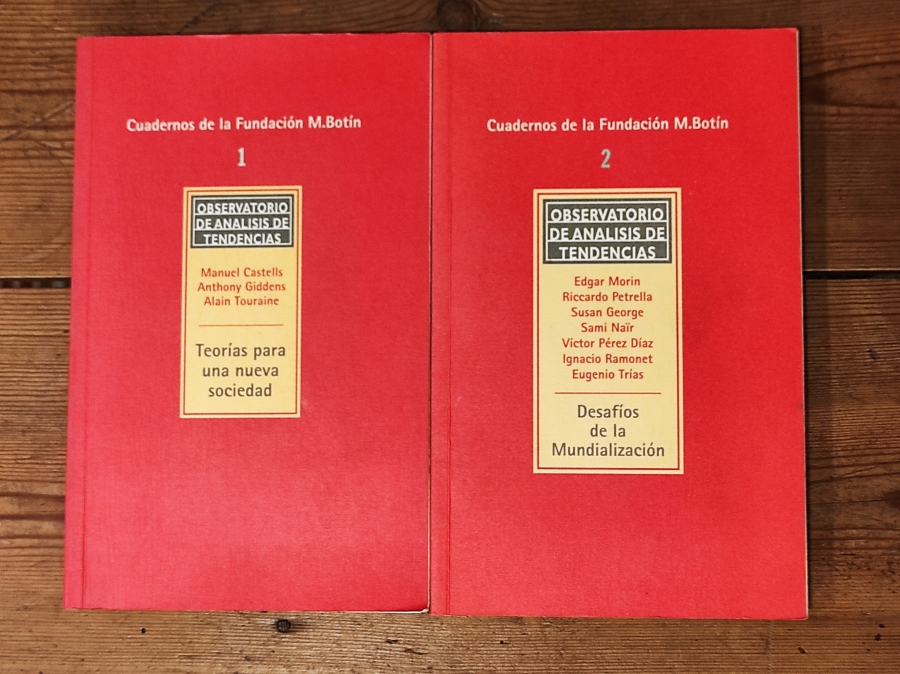 Cuadernos de la Fundación M.Botín
1
OBSERVATORIO
DE ANALISIS DE
TENDENCIAS
Manuel Castells
Anthony Giddens
Alain Touraine
Teorías para
una nueva
sociedad
Cuadernos de la Fundación M.Botín
2
OBSERVATORIO
DE ANALISIS DE
TENDENCIAS
Edgar Morin
Riccardo Petrella
Susan George
Sami Naïr
Víctor Pérez Díaz
Ignacio Ramonet
Eugenio Trías
Desafíos
de la
Mundialización